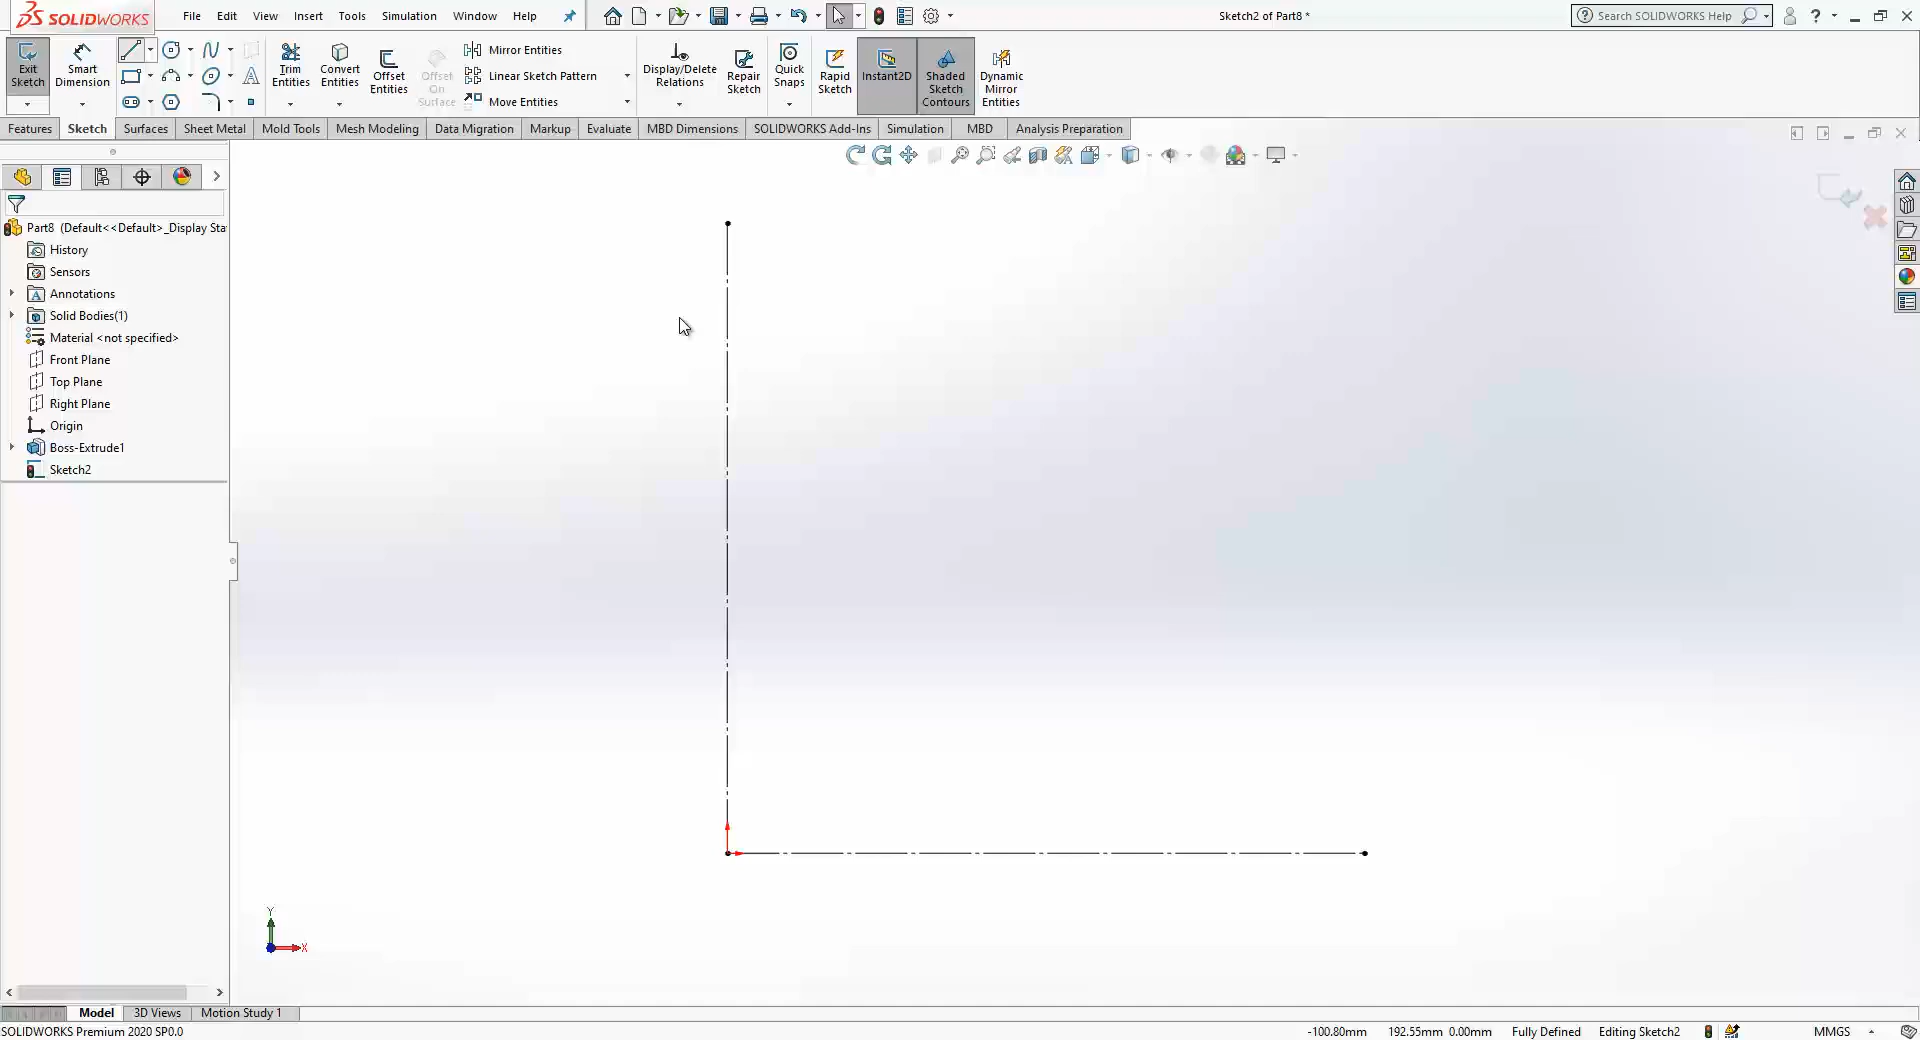 SOLIDWORKS
File Edit View Insert Tools Simulation Window Help
Sketch2 of Part8 *
Search SOLIDWORKS Help
Exit Sketch
Smart Dimension
Trim Entities
Convert Entities
Offset Entities
Offset On Surface
Mirror Entities
Linear Sketch Pattern
Move Entities
Display/Delete Relations
Repair Sketch
Quick Snaps
Rapid Sketch
Instant2D
Shaded Sketch Contours
Dynamic Mirror Entities
Features Sketch Surfaces Sheet Metal Mold Tools Mesh Modeling Data Migration Markup Evaluate MBD Dimensions SOLIDWORKS Add-Ins Simulation MBD Analysis Preparation
Part8 (Default<<Default>_Display Sta
History
Sensors
Annotations
Solid Bodies(1)
Material <not specified>
Front Plane
Top Plane
Right Plane
Origin
Boss-Extrude1
Sketch2
Y
X
Model 3D Views Motion Study 1
SOLIDWORKS Premium 2020 SP0.0
-100.80mm 192.55mm 0.00mm Fully Defined Editing Sketch2 MMGS